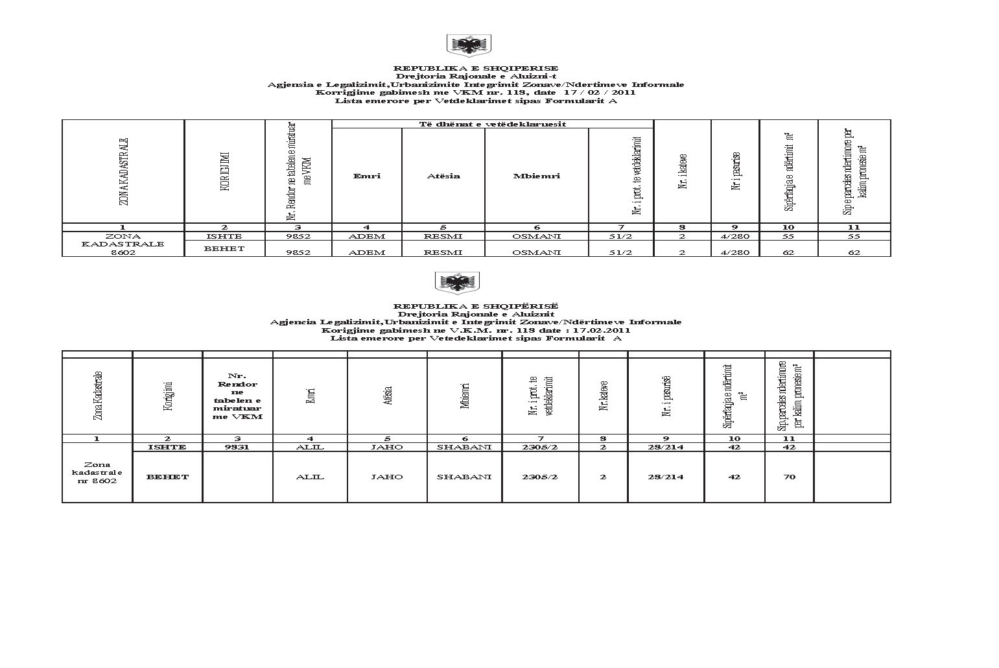 REPUBLIKA E SHQIPERISE
Drejtoria Rajonale e Aluizni-t
Agjensia e Legalizimit,Urbanizimite Integrimit Zonave/Ndertimeve Informale
Korrigjime gabimesh me VKM nr. 118, date 17 / 02 / 2011
Lista emerore per Vetdeklarimet sipas Formularit A
ZONA KADASTRALE
KORIGJIMI
Nr. Rendor ne tabelen e miratuar
me VKM
Të dhënat e vetëdeklaruesit
Emri
Atësia
Mbiemri
Nr. i prot. te vetdeklarimit
Nr. i kateve
Nr i pasurise
Sipërfaqja e ndërtimit m²
Sip e parceles ndertimore per
kalim pronesie m²
1 2 3 4 5 6 7 8 9 10 11
ZONA
KADASTRALE
8602
ISHTE 9852 ADEM RESMI OSMANI 51/2 2 4/280 55 55
BEHET 9852 ADEM RESMI OSMANI 51/2 2 4/280 62 62
REPUBLIKA E SHQIPËRISË
Drejtoria Rajonale e Aluiznit
Agjencia Legalizimit,Urbanizimit e Integrimit Zonave/Ndërtimeve Informale
Korigjime gabimesh ne V.K.M. nr. 118 date : 17.02.2011
Lista emerore per Vetedeklarimet sipas Formularit A
Zona Kadastrale
Korigjimi
Nr.
Rendor
ne
tabelen e
miratuar
me VKM
Emri
Atësia
Mbiemri
Nr. i prot. te
vetdeklarimit
Nr.kateve
Nr. i pasurisë
Sipërfaqja e ndërtimit
m²
Sip.parceles ndertimore
per kalim pronesie m²
1 2 3 4 5 6 7 8 9 10 11
ISHTE 9831 ALIL JAHO SHABANI 2305/2 2 28/214 42 42
Zona
kadastrale
nr 8602
BEHET ALIL JAHO SHABANI 2305/2 2 28/214 42 70